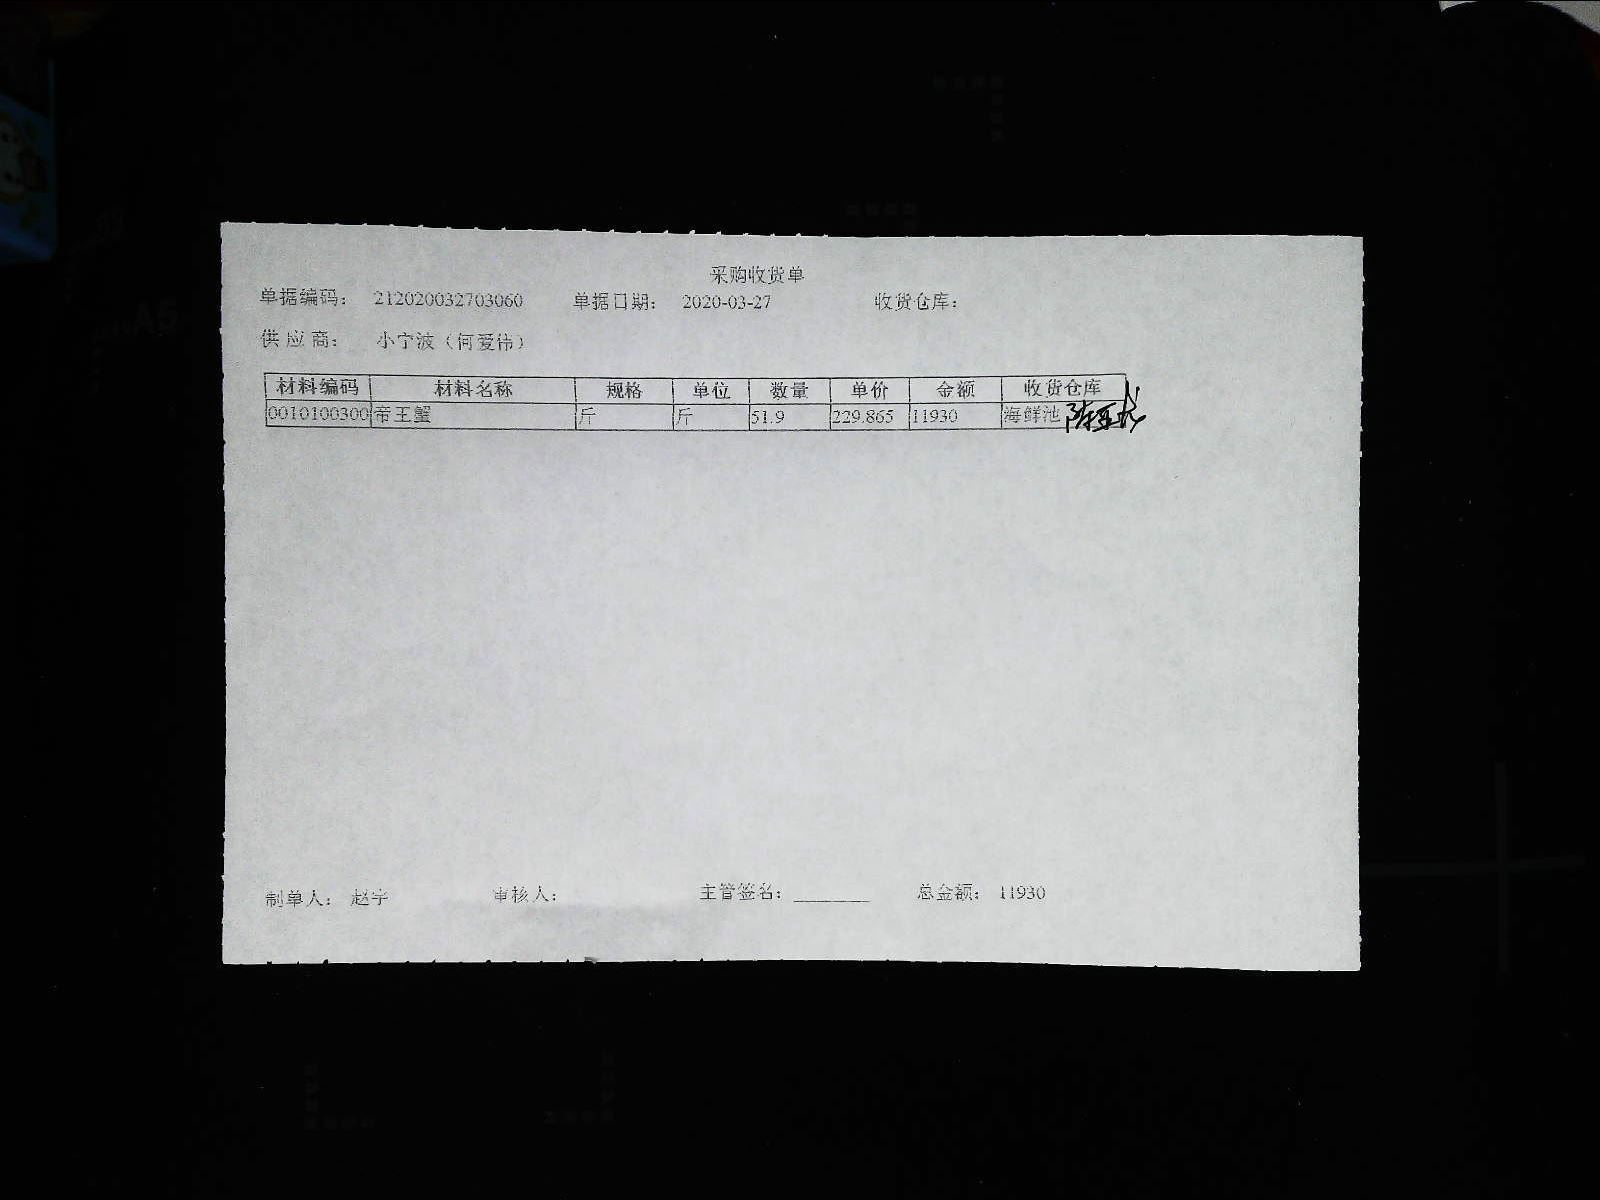 采购收货单
单据编码： 212020032703060 单据日期： 2020-03-27 收货仓库：
供 应 商： 小宁波（何爱伟）
材料编码 材料名称 规格 单位 数量 单价 金额 收货仓库
0010100300 帝王蟹 斤 斤 51.9 229.865 11930 海鲜池
制单人： 赵宇 审核人： 主管签名： ________ 总金额： 11930
A5